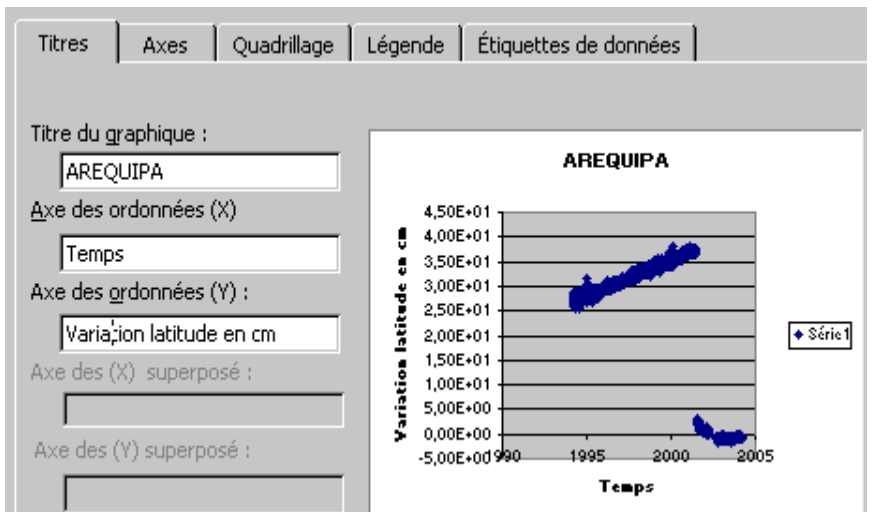 Titres Axes Quadrillage Légende Étiquettes de données
Titre du graphique :
AREQUIPA
Axe des ordonnées (X)
Temps
Axe des ordonnées (Y) :
Variation latitude en cm
Axe des (X) superposé :
Axe des (Y) superposé :
AREQUIPA
Variation latitude en cm
4,50E+01
4,00E+01
3,50E+01
3,00E+01
2,50E+01
2,00E+01
1,50E+01
1,00E+01
5,00E+00
0,00E+00
-5,00E+00
1990 1995 2000 2005
Temps
Série1